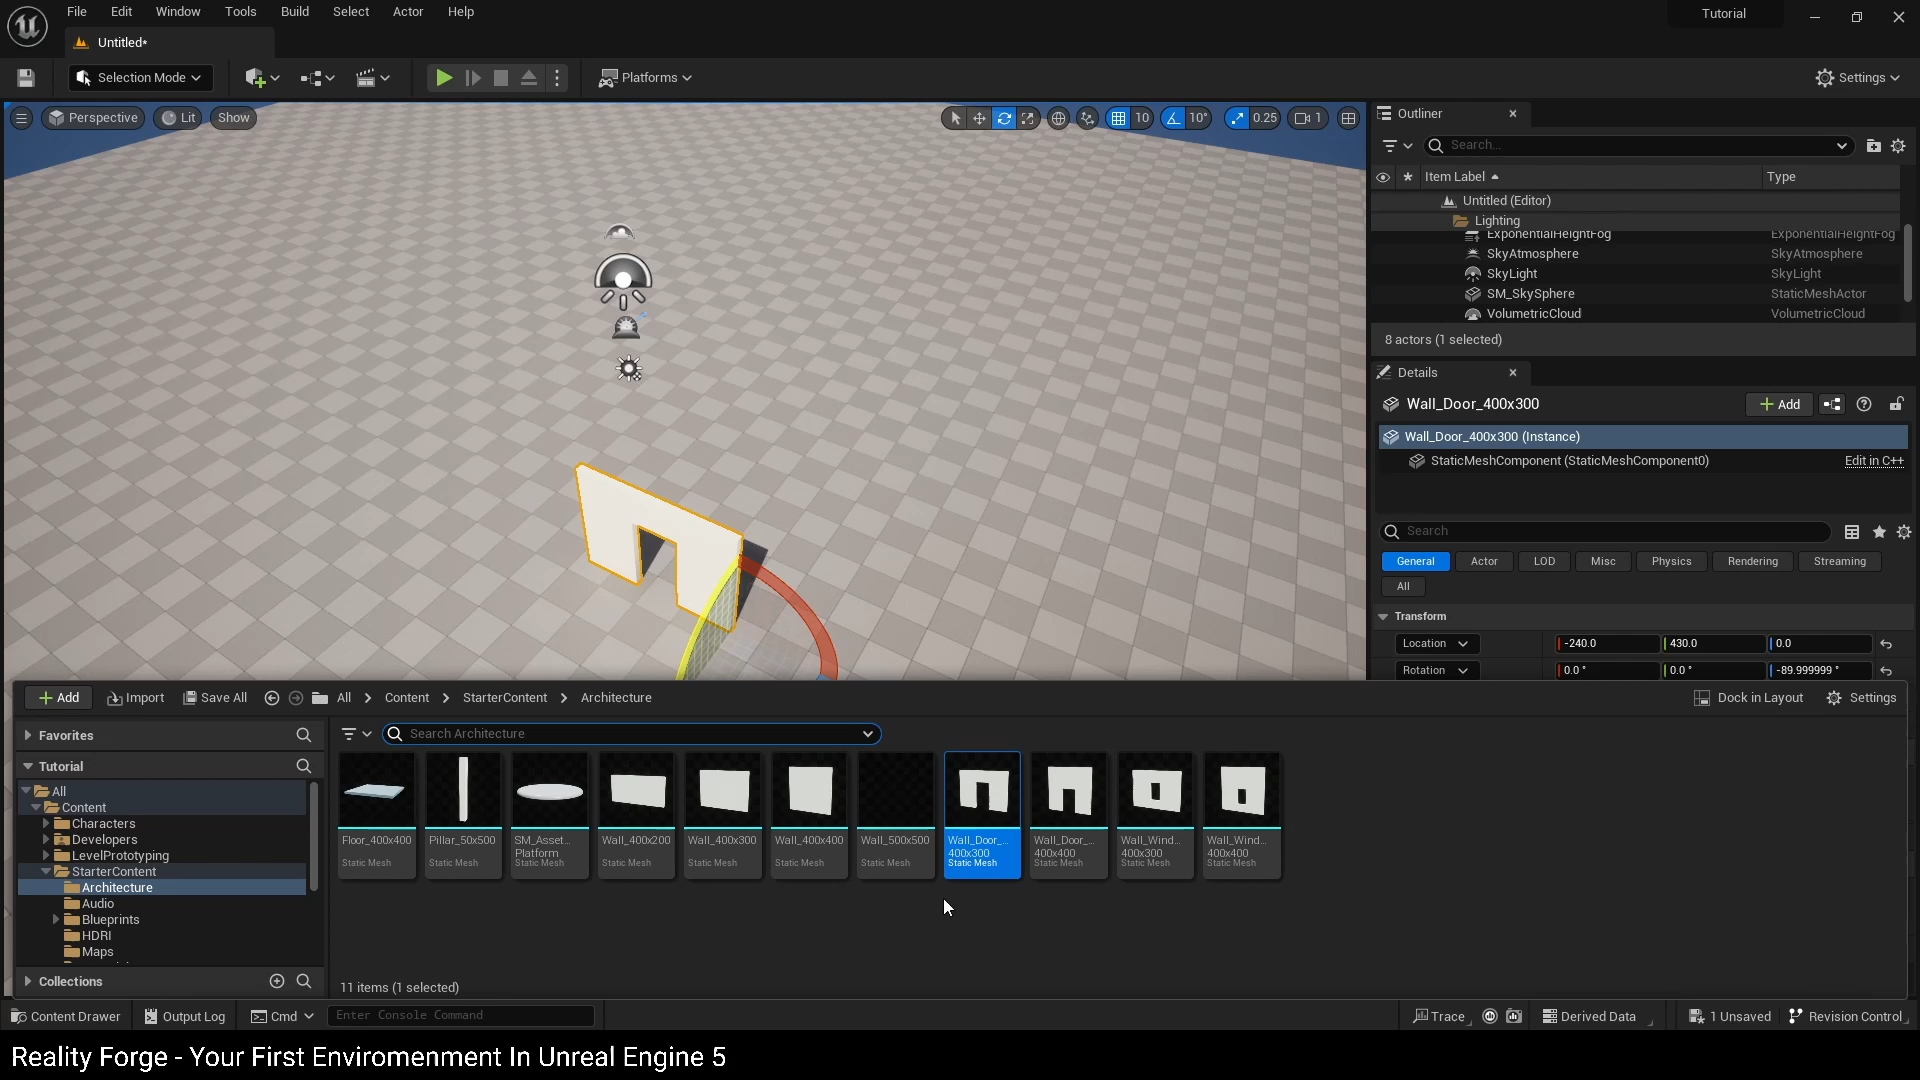 File Edit Window Tools Build Select Actor Help
Tutorial
Untitled*
Selection Mode
Platforms
Settings
Perspective
Lit
Show
10
10°
0.25
1
Outliner
Search...
Item Label
Type
Untitled (Editor)
Lighting
ExponentialHeightFog ExponentialHeightFog
SkyAtmosphere SkyAtmosphere
SkyLight SkyLight
SM_SkySphere StaticMeshActor
VolumetricCloud VolumetricCloud
8 actors (1 selected)
Details
Wall_Door_400x300
Add
Wall_Door_400x300 (Instance)
StaticMeshComponent (StaticMeshComponent0)
Edit in C++
Search
General Actor LOD Misc Physics Rendering Streaming
All
Transform
Location -240.0 430.0 0.0
Rotation 0.0 ° 0.0 ° -89.999999 °
Add
Import
Save All
All
Content
StarterContent
Architecture
Dock in Layout
Settings
Favorites
Tutorial
All
Content
Characters
Developers
LevelPrototyping
StarterContent
Architecture
Audio
Blueprints
HDRI
Maps
Collections
Search Architecture
Floor_400x400
Static Mesh
Pillar_50x500
Static Mesh
SM_Asset...
Platform
Static Mesh
Wall_400x200
Static Mesh
Wall_400x300
Static Mesh
Wall_400x400
Static Mesh
Wall_500x500
Static Mesh
Wall_Door_...
400x300
Static Mesh
Wall_Door_...
400x400
Static Mesh
Wall_Wind...
400x300
Static Mesh
Wall_Wind...
400x400
Static Mesh
11 items (1 selected)
Content Drawer
Output Log
Cmd
Enter Console Command
Trace
Derived Data
1 Unsaved
Revision Control
Reality Forge - Your First Enviromenment In Unreal Engine 5